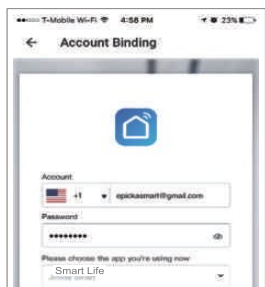 T-Mobile Wi-Fi 4:58 PM 23%
Account Binding
Account
+1 epickasmart@gmail.com
Password
********
Please choose the app you're using now
Smart Life